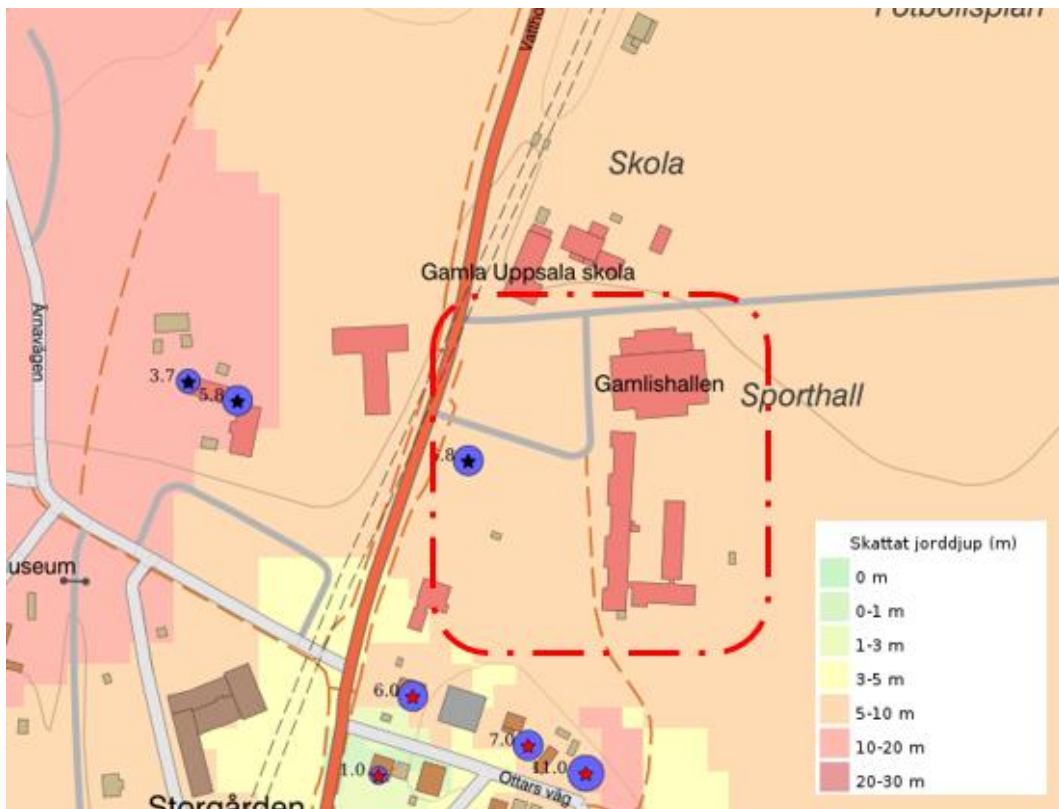 Skola
Gamla Uppsala skola
Årnavägen
3.7
5.8
Gamlishallen
Sporthall
.8
Skattat jorddjup (m)
0 m
0-1 m
1-3 m
3-5 m
5-10 m
10-20 m
20-30 m
useum
6.0
7.0
11.0
1.0
Ottars väg
Storgården